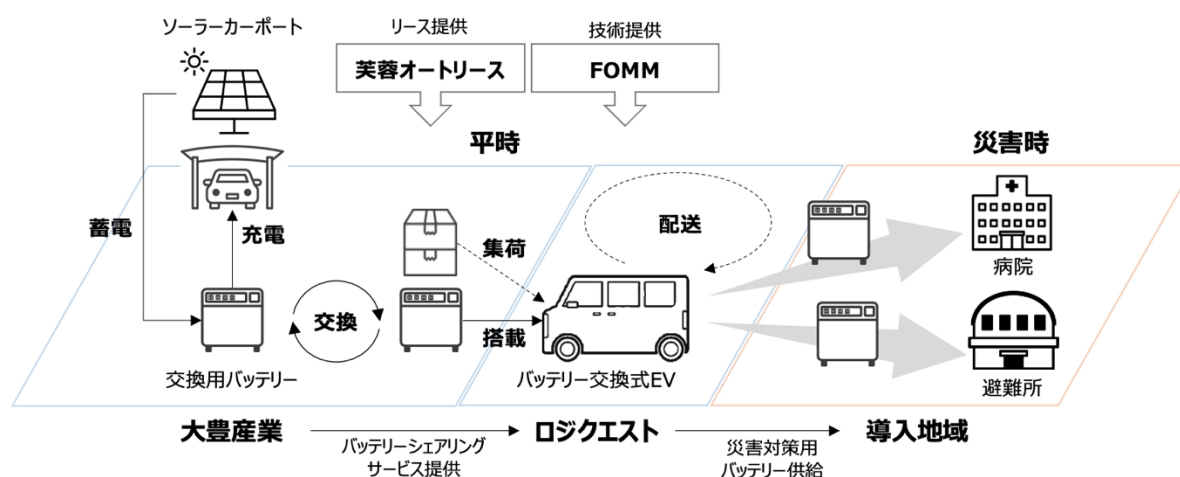 ソーラーカーポート
リース提供
芙蓉オートリース
技術提供
FOMM
平時
災害時
蓄電
充電
集荷
配送
病院
交換
搭載
交換用バッテリー
バッテリー交換式EV
避難所
大豊産業
バッテリーシェアリング
サービス提供
ロジクエスト
災害対策用
バッテリー供給
導入地域